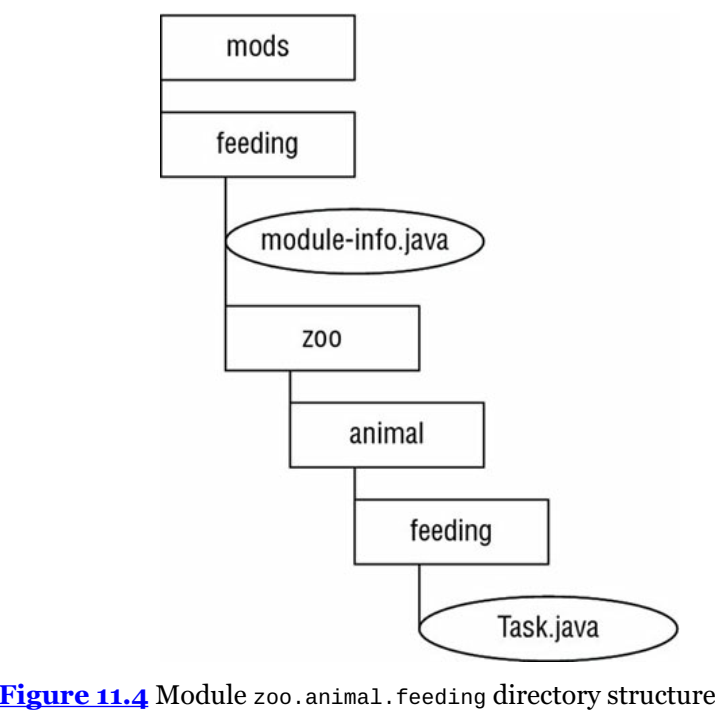 mods
feeding
module-info.java
zoo
animal
feeding
Task.java
Figure 11.4 Module zoo.animal.feeding directory structure